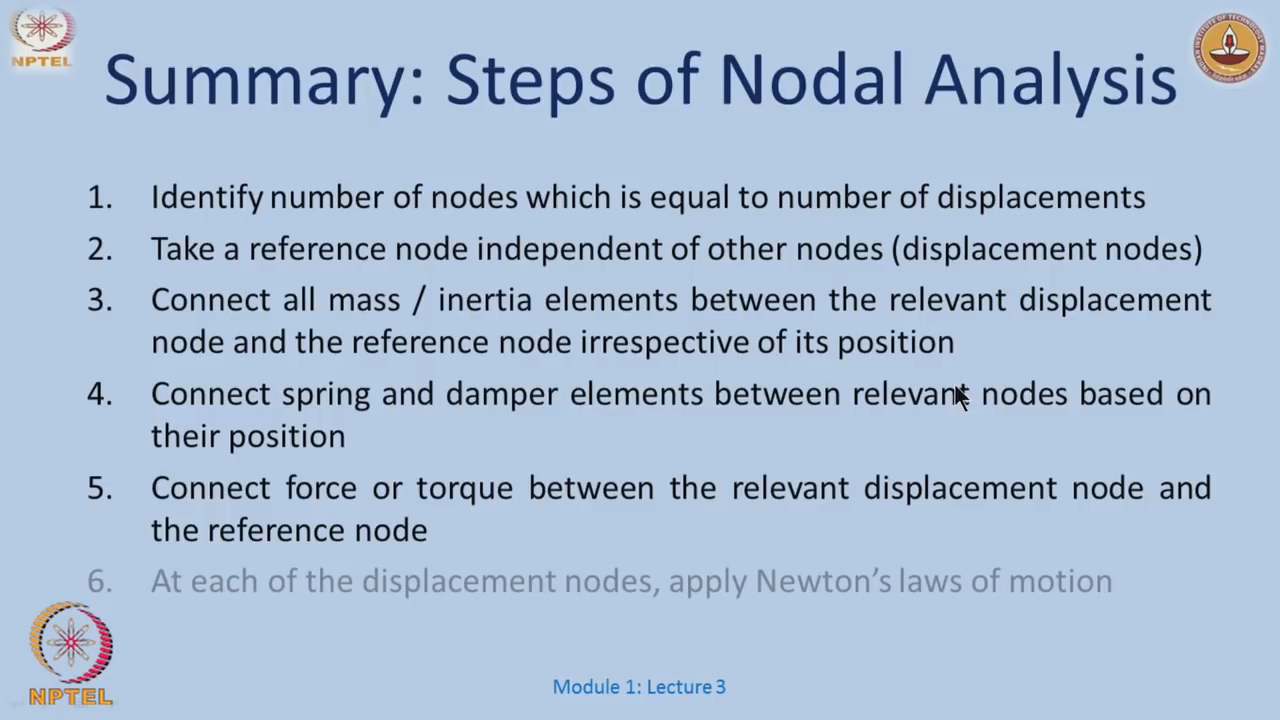 NPTEL
Summary: Steps of Nodal Analysis
1. Identify number of nodes which is equal to number of displacements
2. Take a reference node independent of other nodes (displacement nodes)
3. Connect all mass / inertia elements between the relevant displacement
node and the reference node irrespective of its position
4. Connect spring and damper elements between relevant nodes based on
their position
5. Connect force or torque between the relevant displacement node and
the reference node
6. At each of the displacement nodes, apply Newton’s laws of motion
NPTEL
Module 1: Lecture 3